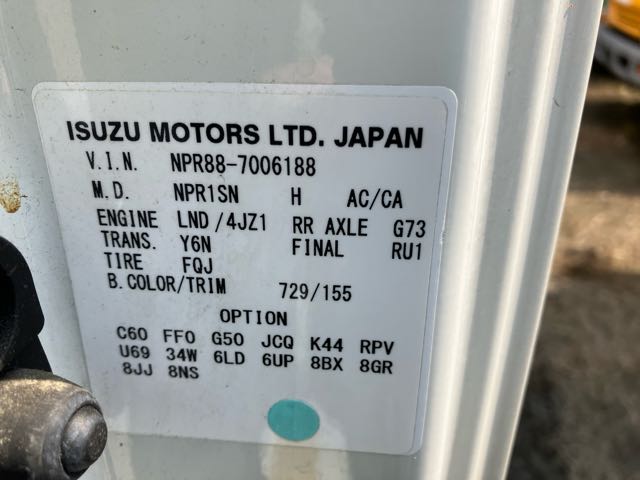 ISUZU MOTORS LTD. JAPAN
V.I.N. NPR88-7006188
M.D. NPR1SN H AC/CA
ENGINE LND/4JZ1 RR AXLE G73
TRANS. Y6N FINAL RU1
TIRE FQJ
B.COLOR/TRIM 729/155
OPTION
C60 FF0 G50 JCQ K44 RPV
U69 34W 6LD 6UP 8BX 8GR
8JJ 8NS